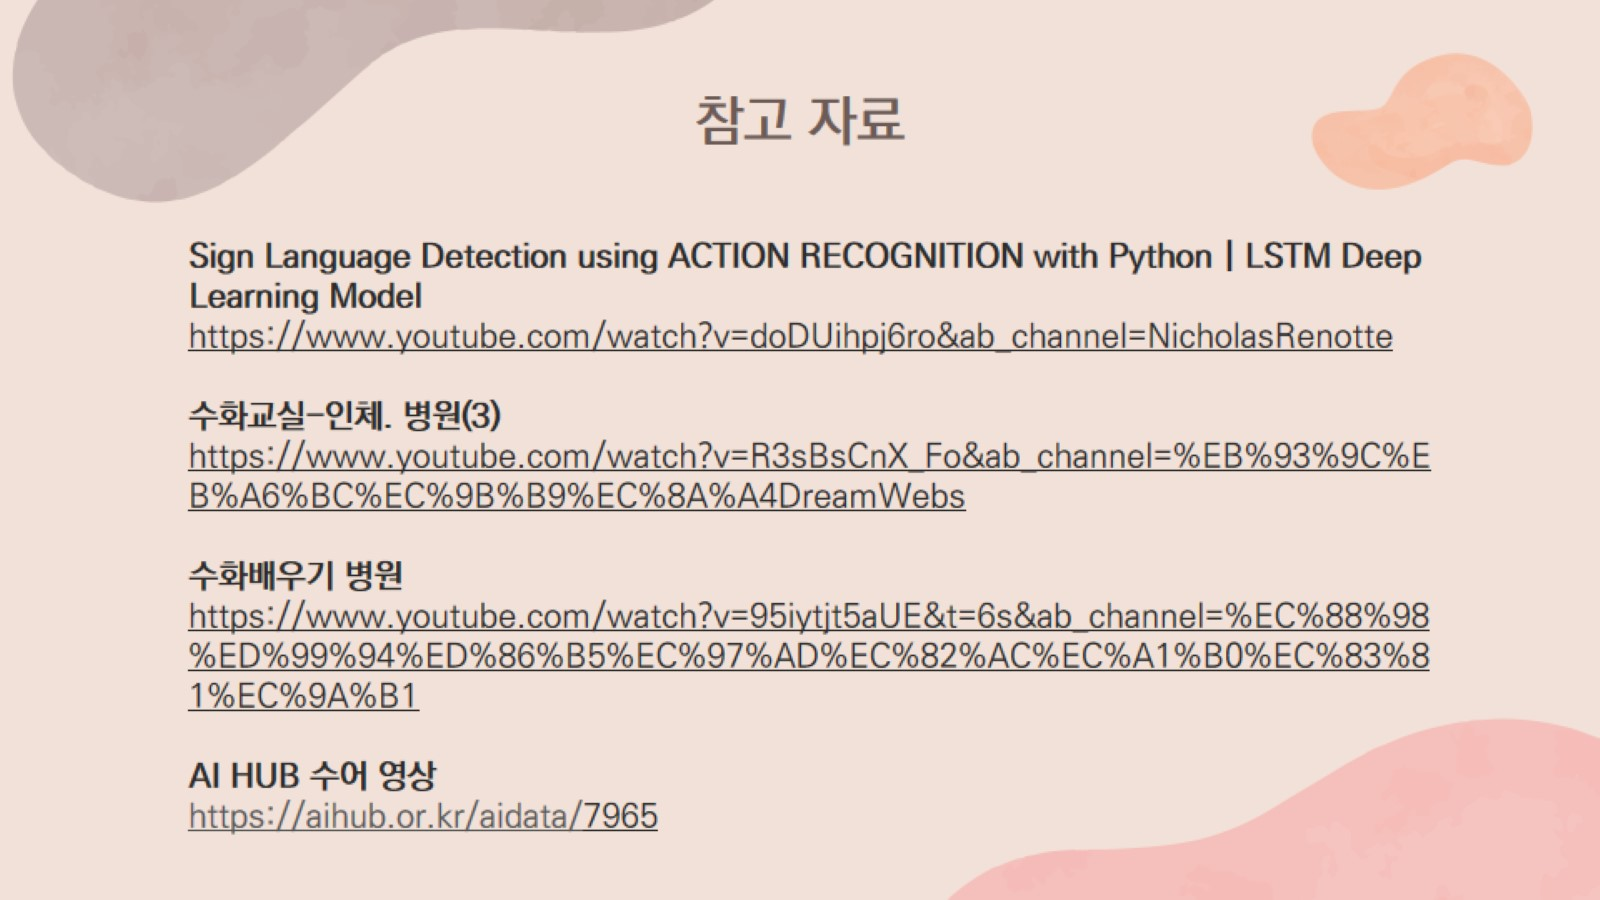 참고 자료
Sign Language Detection using ACTION RECOGNITION with Python | LSTM Deep
Learning Model
https://www.youtube.com/watch?v=doDUihpj6ro&ab_channel=NicholasRenotte
수화교실-인체. 병원(3)
https://www.youtube.com/watch?v=R3sBsCnX_Fo&ab_channel=%EB%93%9C%E
B%A6%BC%EC%9B%B9%EC%8A%A4DreamWebs
수화배우기 병원
https://www.youtube.com/watch?v=95iytjt5aUE&t=6s&ab_channel=%EC%88%98
%ED%99%94%ED%86%B5%EC%97%AD%EC%82%AC%EC%A1%B0%EC%83%8
1%EC%9A%B1
AI HUB 수어 영상
https://aihub.or.kr/aidata/7965